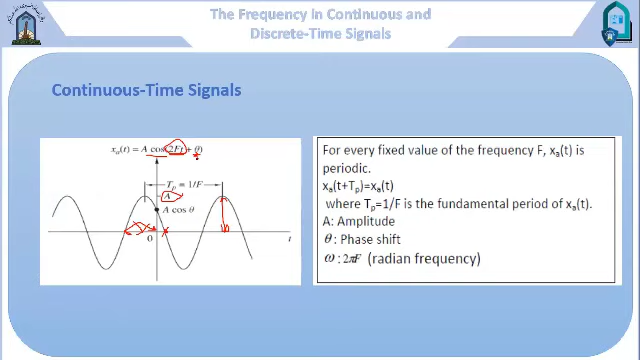 The Frequency in Continuous and
Discrete-Time Signals
Continuous-Time Signals
xₐ(t) = A cos(2Ft + θ)
Tₚ = 1/F
A
A cos θ
0
t
For every fixed value of the frequency F, xₐ(t) is
periodic.
xₐ(t+Tₚ)=xₐ(t)
where Tₚ=1/F is the fundamental period of xₐ(t).
A: Amplitude
θ: Phase shift
ω: 2πF (radian frequency)